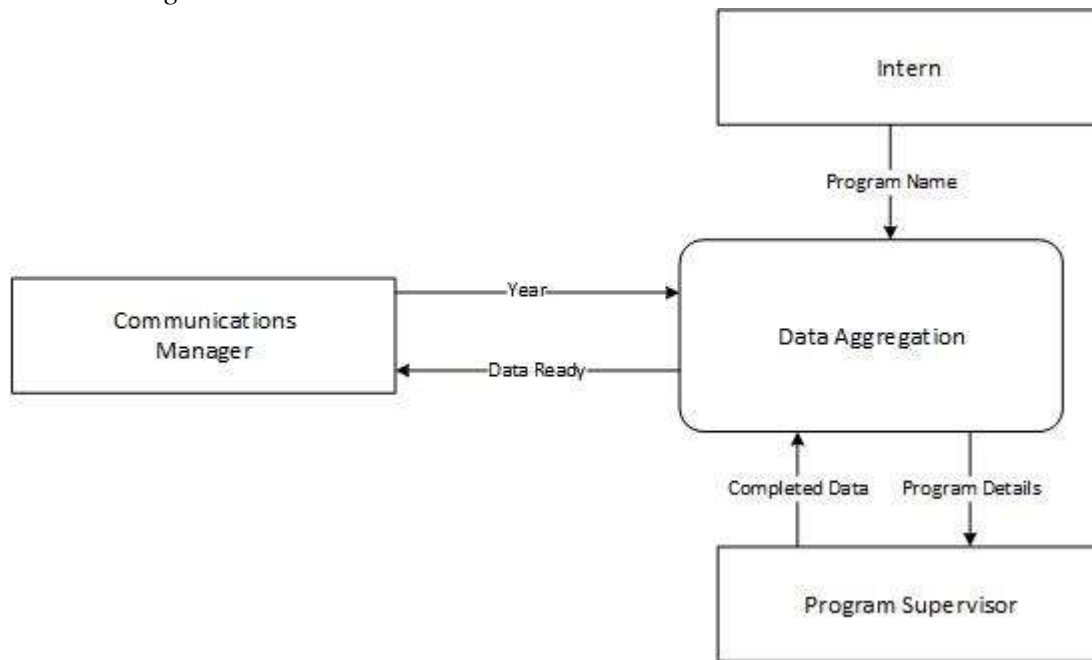 Intern
Program Name
Year
Communications
Manager
Data Aggregation
Data Ready
Completed Data
Program Details
Program Supervisor